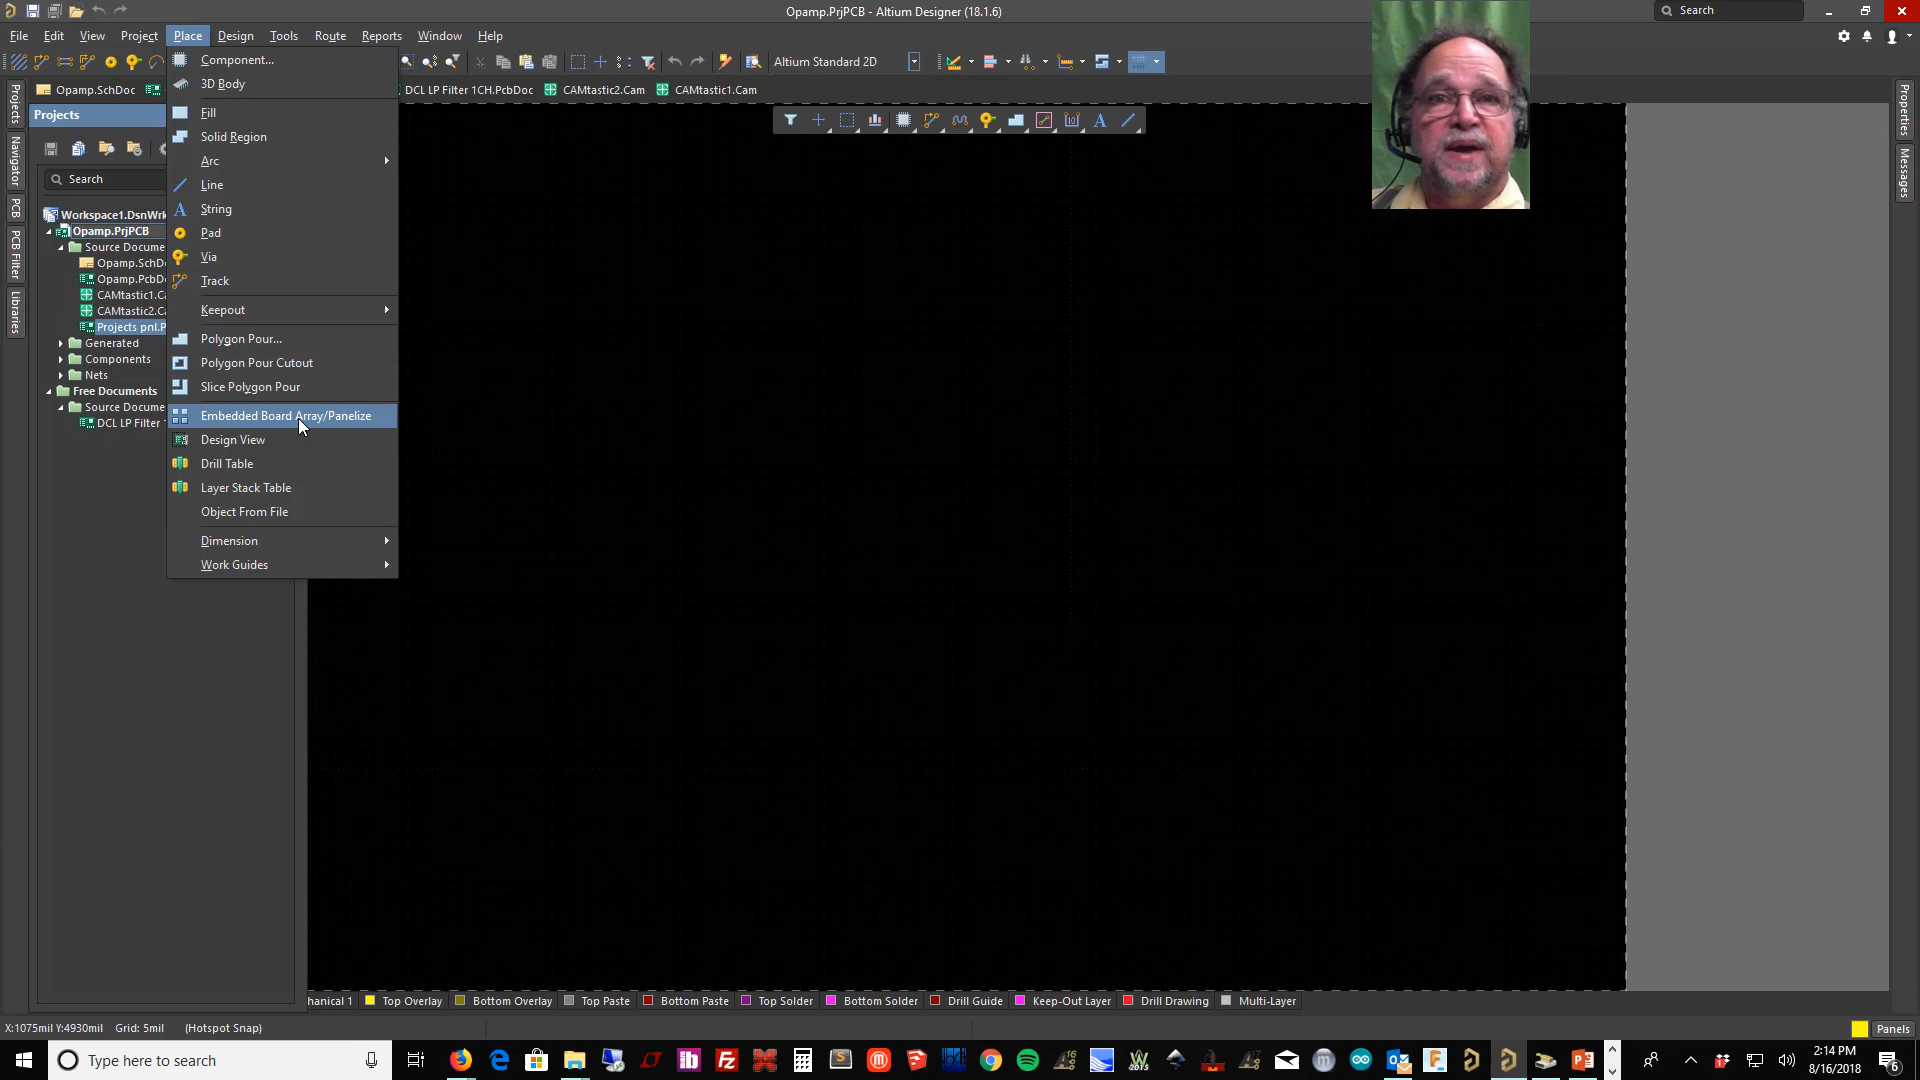 Opamp.PrjPCB - Altium Designer (18.1.6)
Search
File Edit View Project Place Design Tools Route Reports Window Help
Altium Standard 2D
Opamp.SchDoc
DCL LP Filter 1CH.PcbDoc CAMtastic2.Cam CAMtastic1.Cam
Projects
Search
Workspace1.DsnWrk
Opamp.PrjPCB
Source Docume
Opamp.SchDo
Opamp.PcbDo
CAMtastic1.Ca
CAMtastic2.Ca
Projects pnl.P
Generated
Components
Nets
Free Documents
Source Docume
DCL LP Filter
Projects
Navigator
PCB
PCB Filter
Libraries
Component...
3D Body
Fill
Solid Region
Arc
Line
String
Pad
Via
Track
Keepout
Polygon Pour...
Polygon Pour Cutout
Slice Polygon Pour
Embedded Board Array/Panelize
Design View
Drill Table
Layer Stack Table
Object From File
Dimension
Work Guides
Properties
Messages
hanical 1 Top Overlay Bottom Overlay Top Paste Bottom Paste Top Solder Bottom Solder Drill Guide Keep-Out Layer Drill Drawing Multi-Layer
X:1075mil Y:4930mil Grid: 5mil (Hotspot Snap)
Panels
Type here to search
2:14 PM
8/16/2018
6